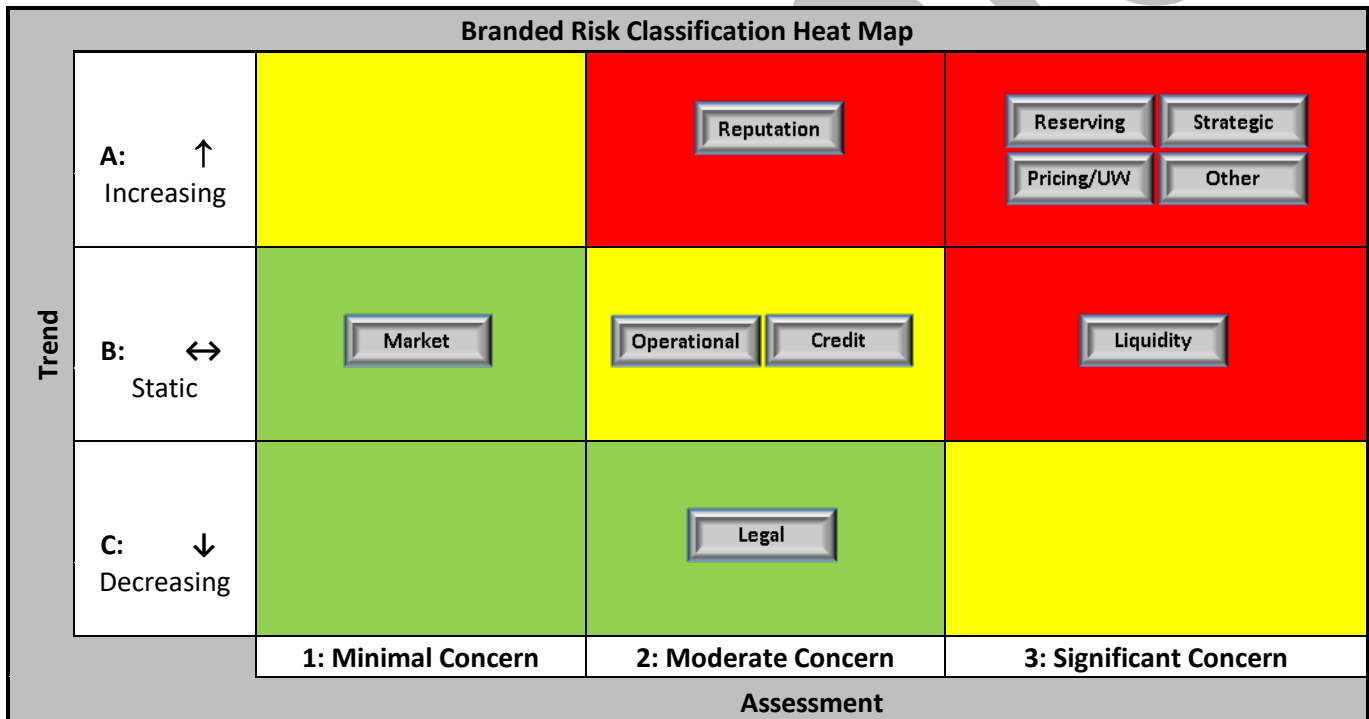 Branded Risk Classification Heat Map
Trend
A: ↑
Increasing
Reputation
Reserving Strategic
Pricing/UW Other
B: ↔
Static
Market
Operational Credit
Liquidity
C: ↓
Decreasing
Legal
1: Minimal Concern 2: Moderate Concern 3: Significant Concern
Assessment